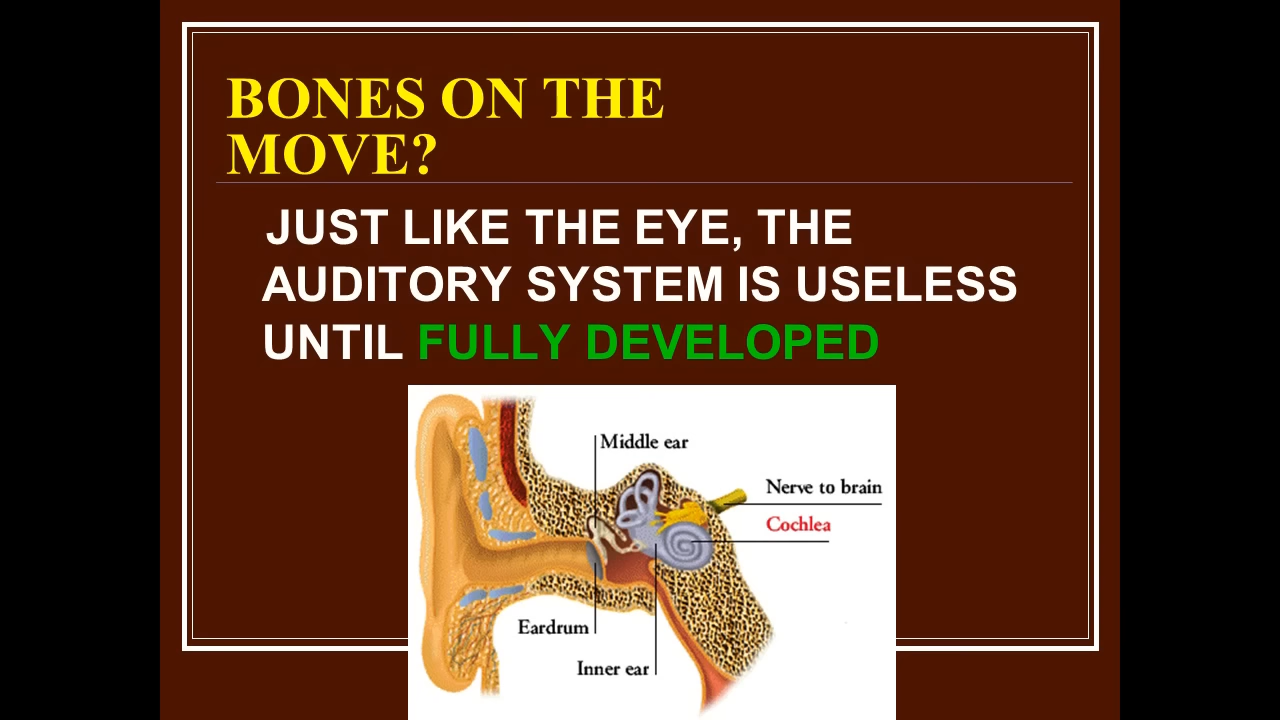 BONES ON THE
MOVE?
JUST LIKE THE EYE, THE
AUDITORY SYSTEM IS USELESS
UNTIL FULLY DEVELOPED
Middle ear
Nerve to brain
Cochlea
Eardrum
Inner ear